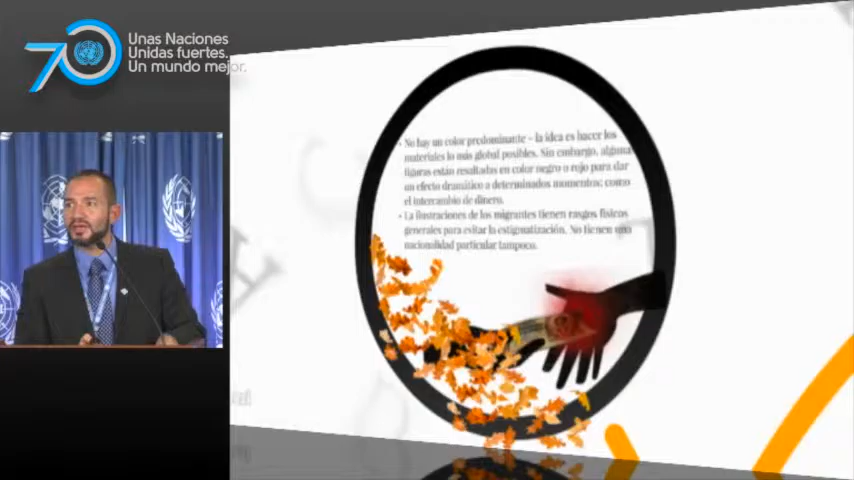 70
Unas Naciones
Unidas fuertes.
Un mundo mejor.
• No hay un color predominante – la idea es hacer los
materiales lo más global posibles. Sin embargo, alguna
figuras están resaltadas en color negro o rojo para dar
un efecto dramático a determinados momentos; como
el intercambio de dinero.
• La ilustraciones de los migrantes tienen rasgos físicos
generales para evitar la estigmatización. No tienen una
nacionalidad particular tampoco.